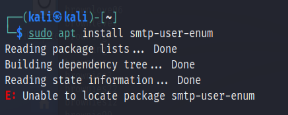 ┌──(kali㉿kali)-[~]
└─$ sudo apt install smtp-user-enum
Reading package lists... Done
Building dependency tree... Done
Reading state information... Done
E: Unable to locate package smtp-user-enum